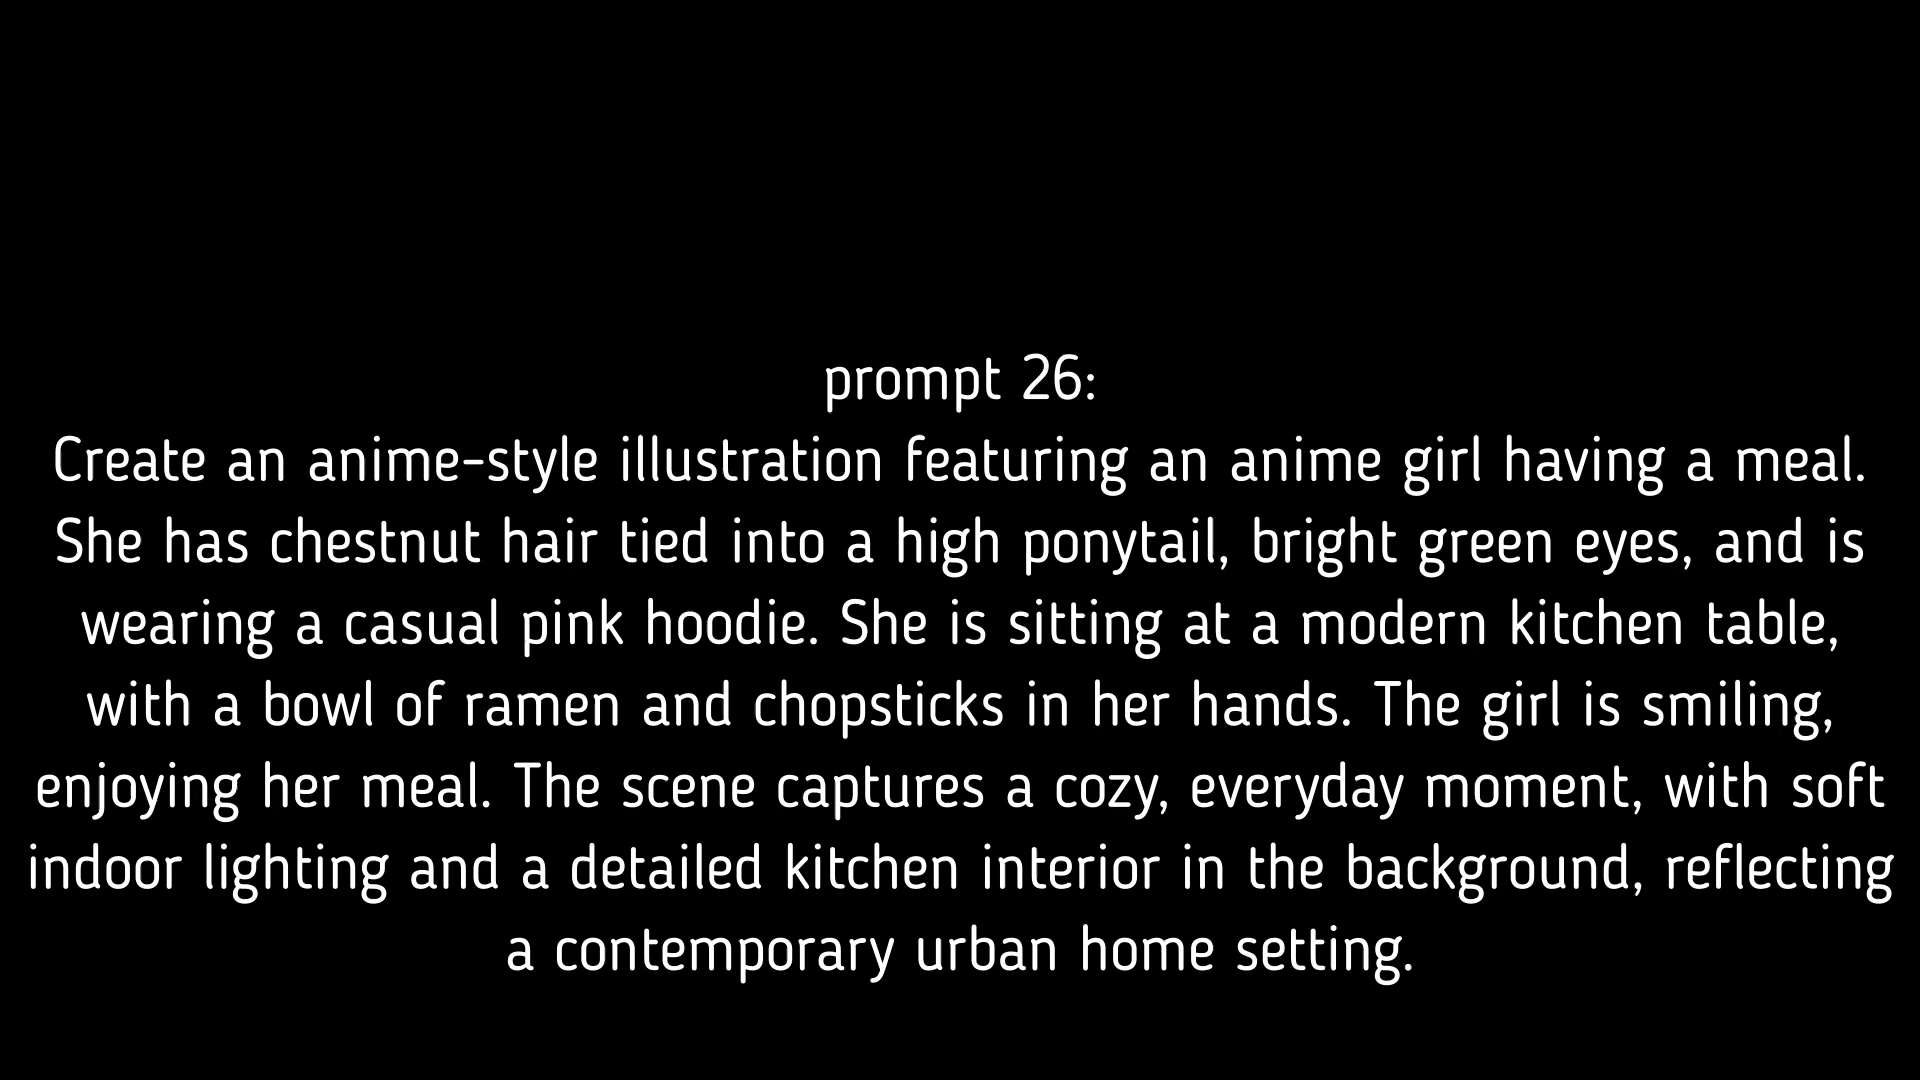 prompt 26:
Create an anime-style illustration featuring an anime girl having a meal.
She has chestnut hair tied into a high ponytail, bright green eyes, and is
wearing a casual pink hoodie. She is sitting at a modern kitchen table,
with a bowl of ramen and chopsticks in her hands. The girl is smiling,
enjoying her meal. The scene captures a cozy, everyday moment, with soft
indoor lighting and a detailed kitchen interior in the background, reflecting
a contemporary urban home setting.